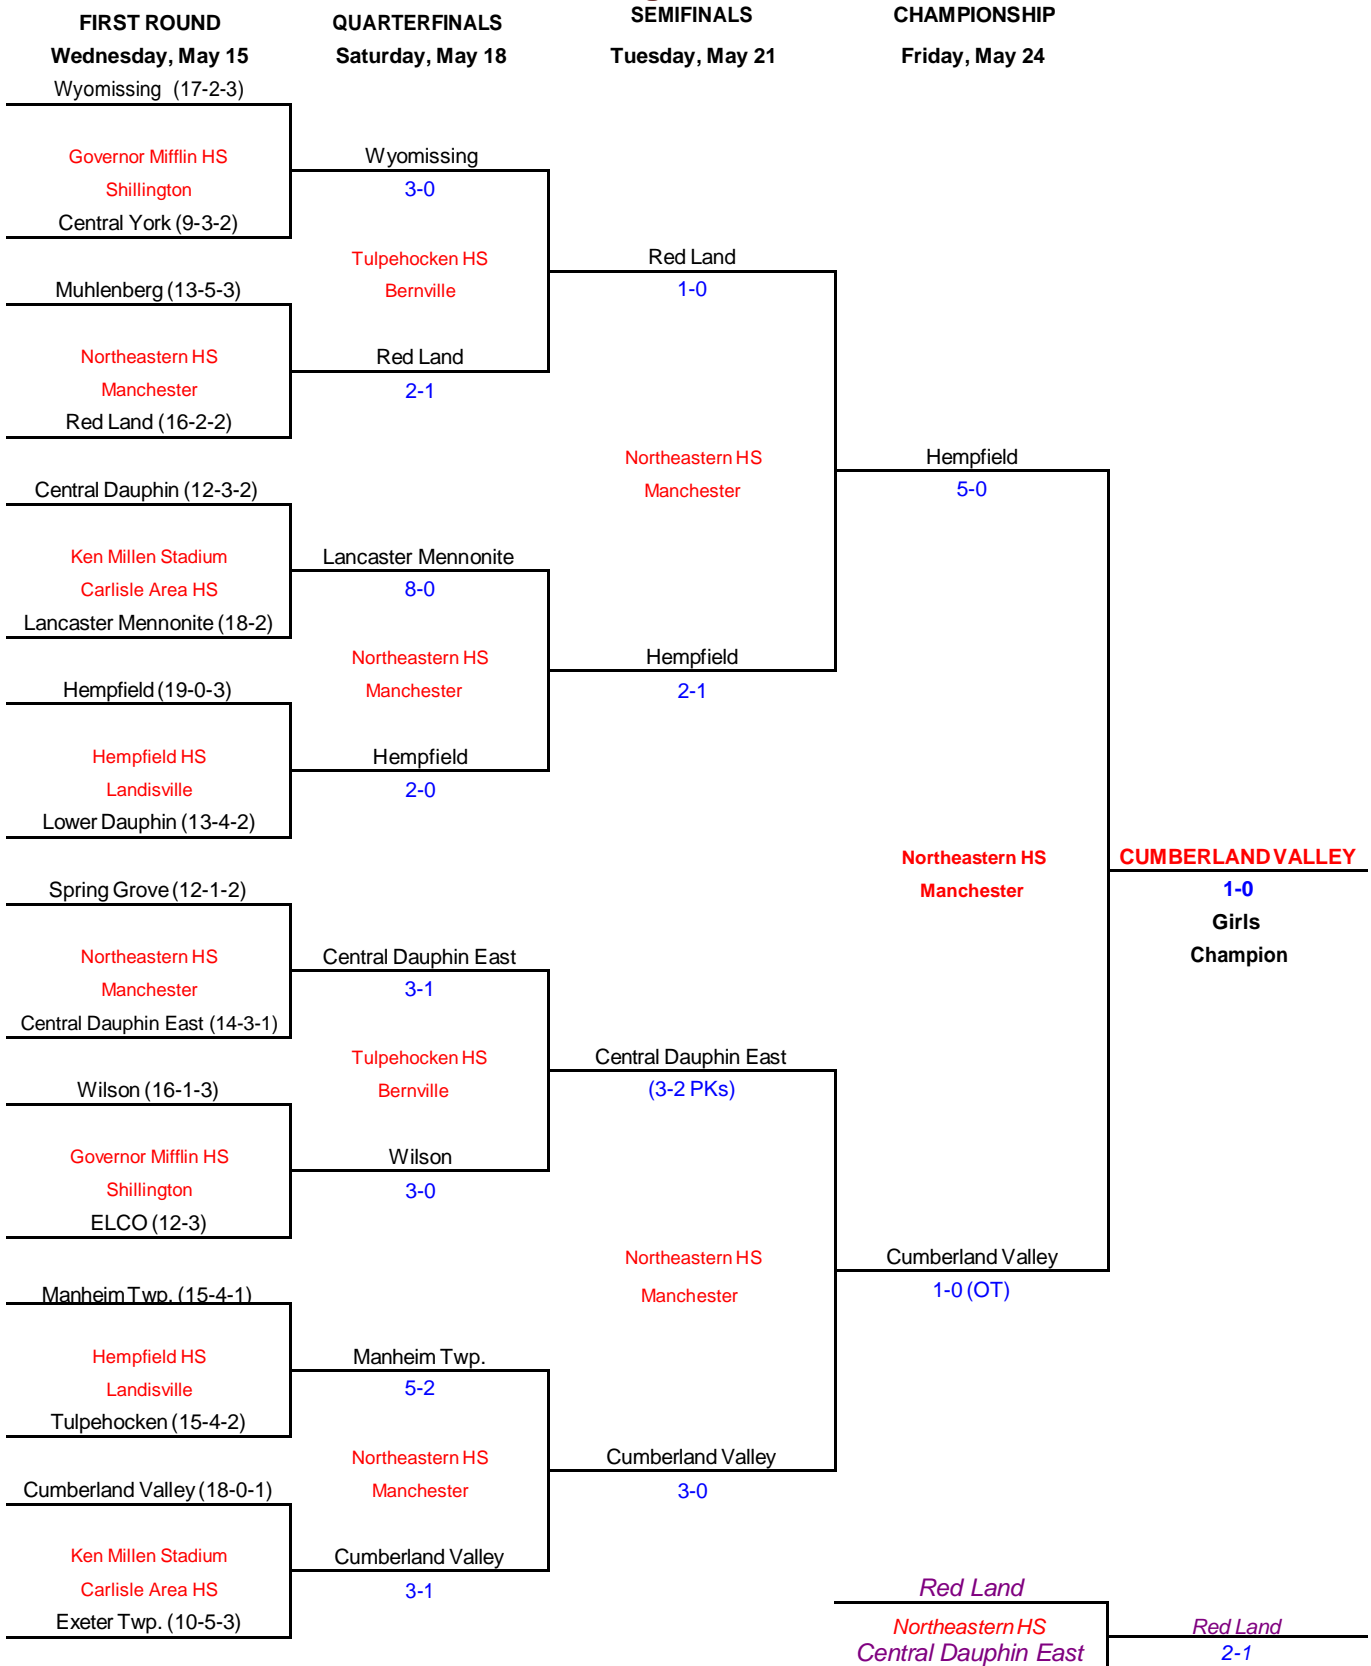 FIRST ROUND
Wednesday, May 15
QUARTERFINALS
Saturday, May 18
SEMIFINALS
Tuesday, May 21
CHAMPIONSHIP
Friday, May 24
Wyomissing (17-2-3)
Governor Mifflin HS
Shillington
Central York (9-3-2)
Muhlenberg (13-5-3)
Northeastern HS
Manchester
Red Land (16-2-2)
Central Dauphin (12-3-2)
Ken Millen Stadium
Carlisle Area HS
Lancaster Mennonite (18-2)
Hempfield (19-0-3)
Hempfield HS
Landisville
Lower Dauphin (13-4-2)
Spring Grove (12-1-2)
Northeastern HS
Manchester
Central Dauphin East (14-3-1)
Wilson (16-1-3)
Governor Mifflin HS
Shillington
ELCO (12-3)
Manheim Twp. (15-4-1)
Hempfield HS
Landisville
Tulpehocken (15-4-2)
Cumberland Valley (18-0-1)
Ken Millen Stadium
Carlisle Area HS
Exeter Twp. (10-5-3)
Wyomissing
3-0
Tulpehocken HS
Bernville
Red Land
2-1
Lancaster Mennonite
8-0
Northeastern HS
Manchester
Hempfield
2-0
Central Dauphin East
3-1
Tulpehocken HS
Bernville
Wilson
3-0
Manheim Twp.
5-2
Northeastern HS
Manchester
Cumberland Valley
3-1
Red Land
1-0
Northeastern HS
Manchester
Hempfield
2-1
Central Dauphin East
(3-2 PKs)
Northeastern HS
Manchester
Cumberland Valley
3-0
Hempfield
5-0
Northeastern HS
Manchester
Cumberland Valley
1-0 (OT)
CUMBERLAND VALLEY
1-0
Girls
Champion
Red Land
Northeastern HS
Central Dauphin East
Red Land
2-1